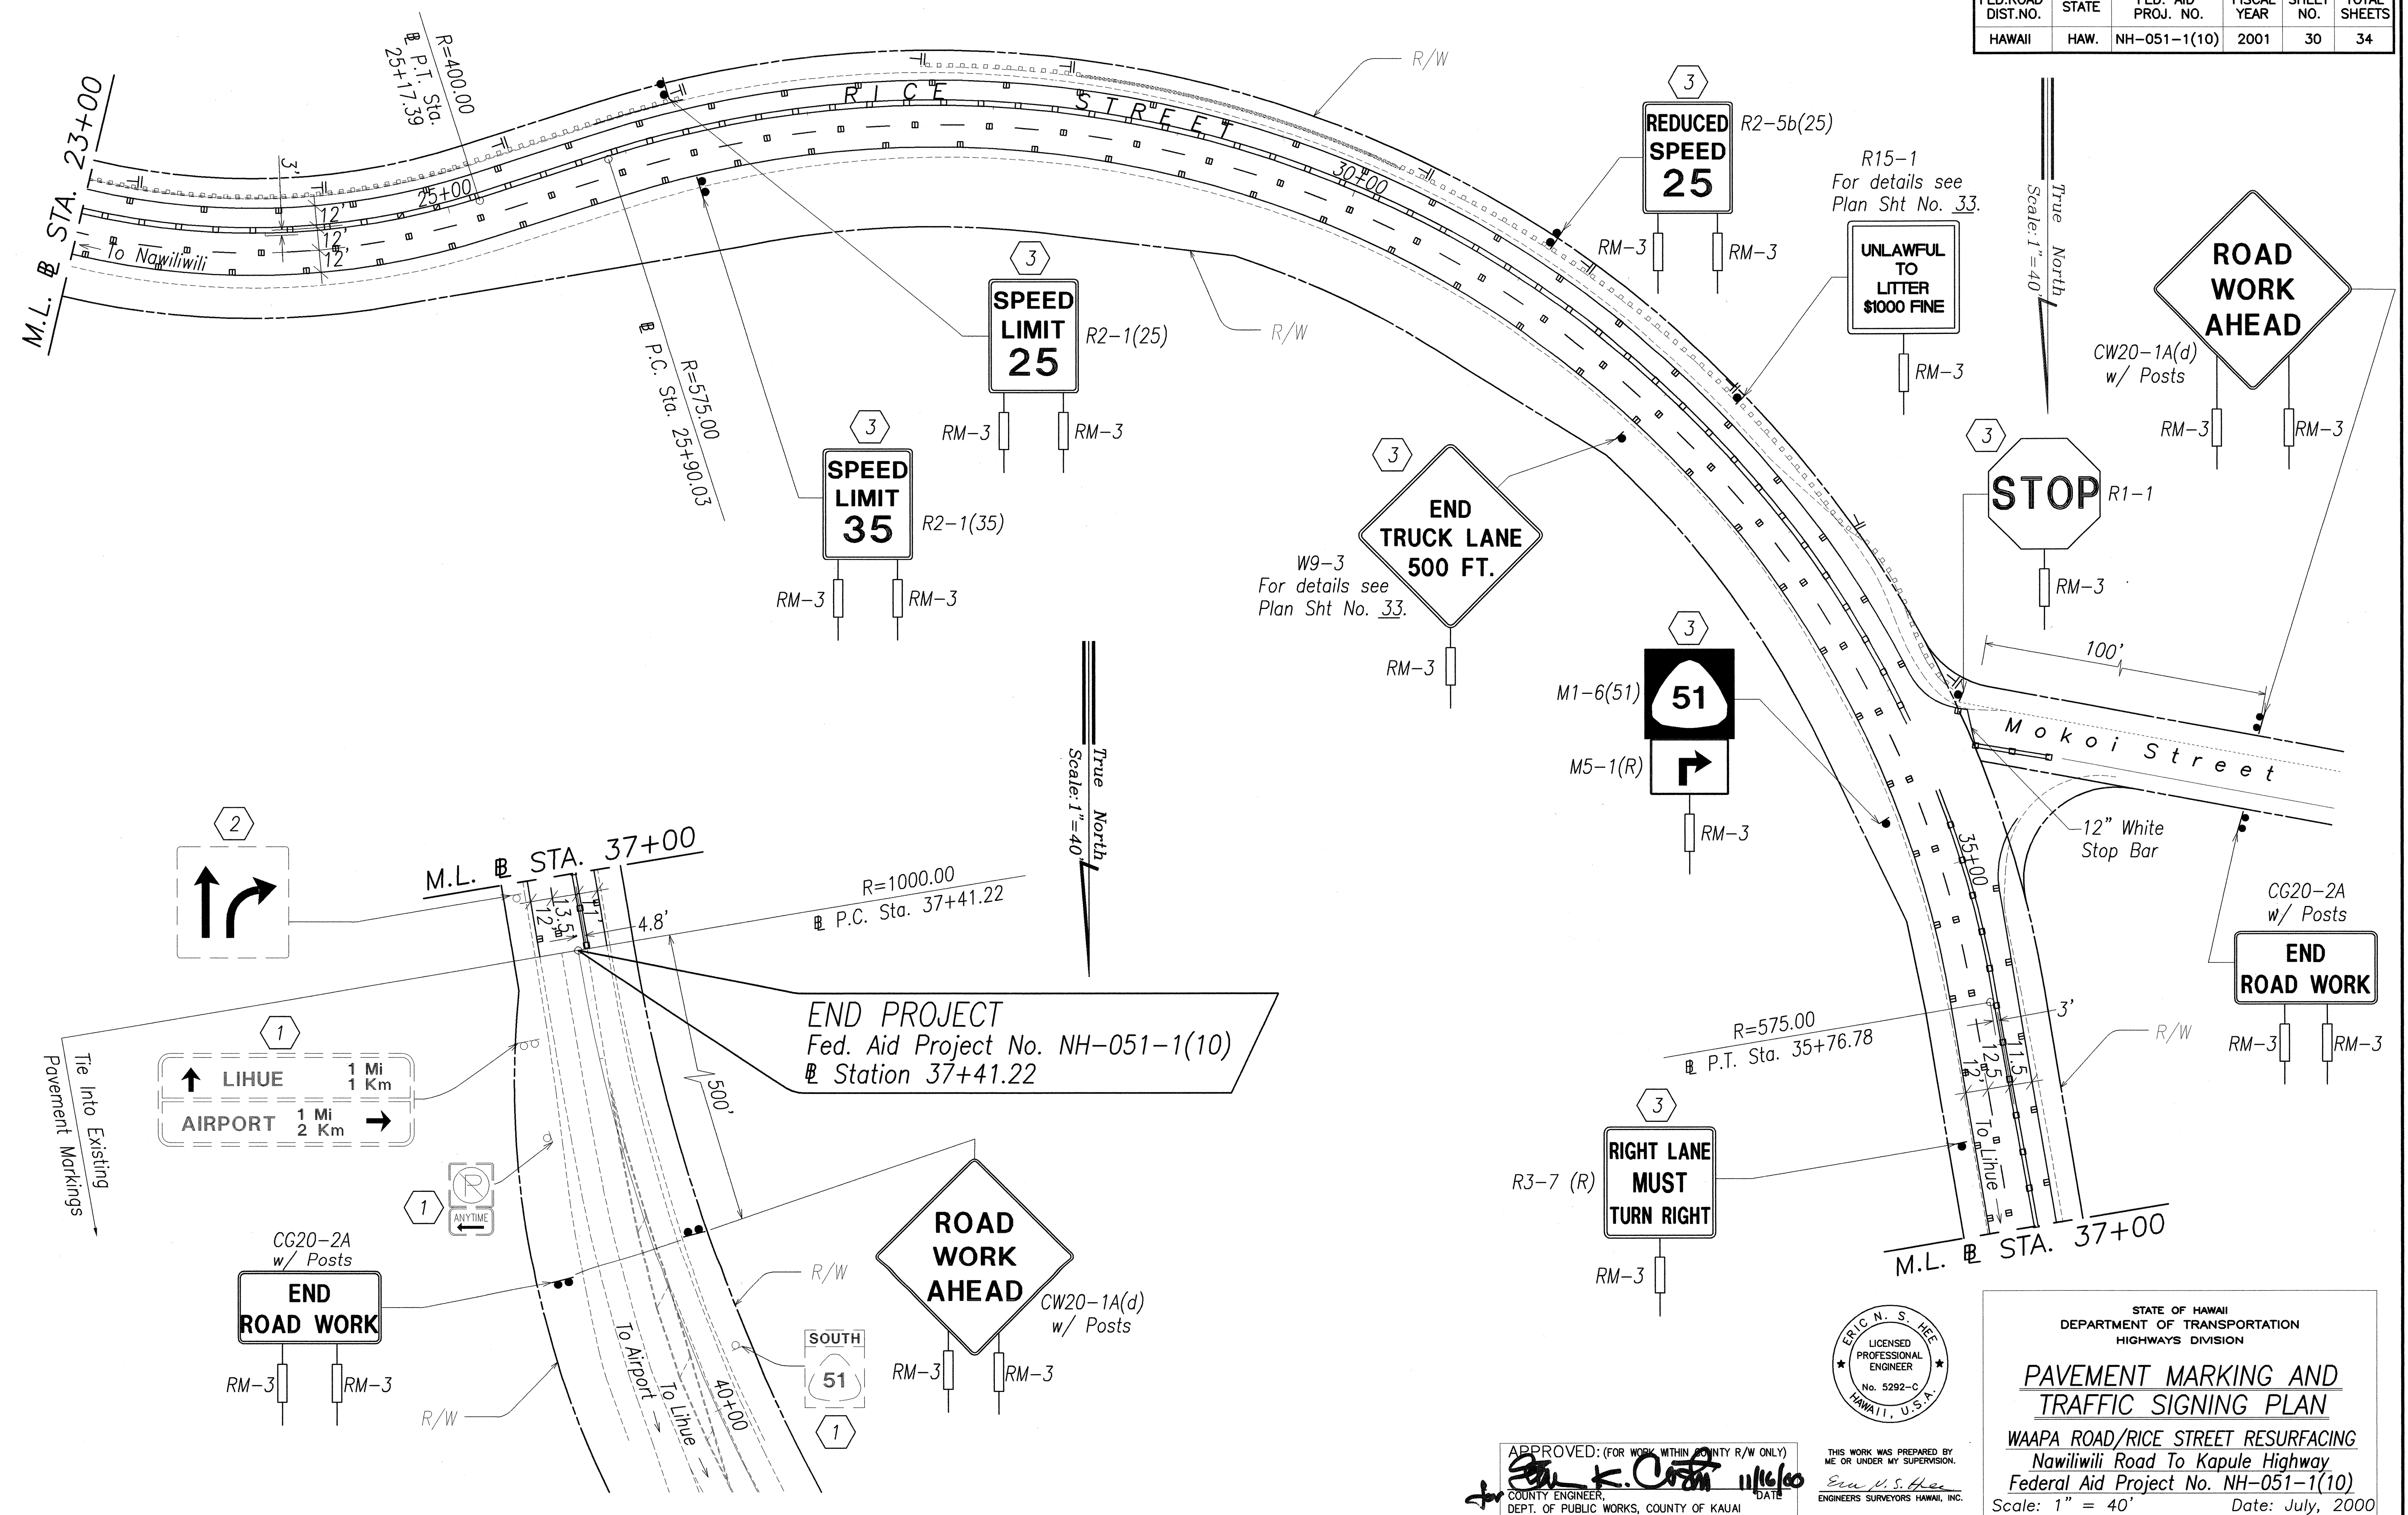 FED.ROAD DIST.NO.
STATE
FED. AID PROJ. NO.
FISCAL YEAR
SHEET NO.
TOTAL SHEETS
HAWAII
HAW.
NH-051-1(10)
2001
30
34
M.L. ⅊ STA. 23+00
R=400.00
⅊ P.T. Sta.
25+17.39
3'
12'
12'
12'
25+00
To Nawiliwili
RICE STREET
30+00
R/W
R/W
R=575.00
⅊ P.C. Sta. 25+90.03
3
SPEED
LIMIT
25
R2-1(25)
RM-3
RM-3
3
SPEED
LIMIT
35
R2-1(35)
RM-3
RM-3
3
REDUCED
SPEED
25
R2-5b(25)
RM-3
RM-3
R15-1
For details see
Plan Sht No. 33.
UNLAWFUL
TO
LITTER
$1000 FINE
RM-3
True North
Scale: 1"=40'
ROAD
WORK
AHEAD
CW20-1A(d)
w/ Posts
RM-3
RM-3
3
STOP
R1-1
RM-3
3
END
TRUCK LANE
500 FT.
W9-3
For details see
Plan Sht No. 33.
RM-3
3
51
M1-6(51)
M5-1(R)
RM-3
100'
Mokoi Street
12" White
Stop Bar
35+00
CG20-2A
w/ Posts
END
ROAD WORK
RM-3
RM-3
R=575.00
⅊ P.T. Sta. 35+76.78
3'
R/W
11.5
12.5
12'
To Lihue
3
RIGHT LANE
MUST
TURN RIGHT
R3-7 (R)
RM-3
M.L. ⅊ STA. 37+00
True North
Scale: 1"=40'
2
M.L. ⅊ STA. 37+00
12'
13.5'
11'
4.8'
R=1000.00
⅊ P.C. Sta. 37+41.22
END PROJECT
Fed. Aid Project No. NH-051-1(10)
⅊ Station 37+41.22
500'
Tie Into Existing
Pavement Markings
1
LIHUE 1 Mi
1 Km
AIRPORT 1 Mi
2 Km
1
P
ANYTIME
CG20-2A
w/ Posts
END
ROAD WORK
RM-3
RM-3
R/W
R/W
ROAD
WORK
AHEAD
CW20-1A(d)
w/ Posts
RM-3
RM-3
SOUTH
51
1
To Airport
To Lihue
40+00
ERIC N. S. HEE
LICENSED
PROFESSIONAL
ENGINEER
No. 5292-C
HAWAII, U.S.A.
THIS WORK WAS PREPARED BY
ME OR UNDER MY SUPERVISION.
Eric N. S. Hee
ENGINEERS SURVEYORS HAWAII, INC.
APPROVED: (FOR WORK WITHIN COUNTY R/W ONLY)
11/16/00
for COUNTY ENGINEER, DATE
DEPT. OF PUBLIC WORKS, COUNTY OF KAUAI
STATE OF HAWAII
DEPARTMENT OF TRANSPORTATION
HIGHWAYS DIVISION
PAVEMENT MARKING AND
TRAFFIC SIGNING PLAN
WAAPA ROAD/RICE STREET RESURFACING
Nawiliwili Road To Kapule Highway
Federal Aid Project No. NH-051-1(10)
Scale: 1" = 40' Date: July, 2000